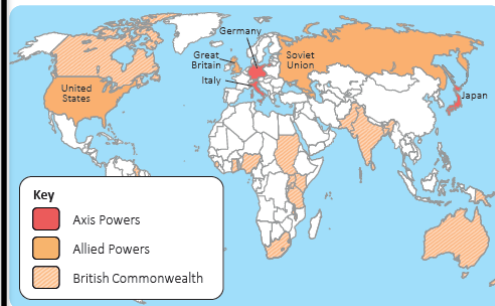 Germany
Great
Britain
Italy
Soviet
Union
United
States
Japan
Key
Axis Powers
Allied Powers
British Commonwealth